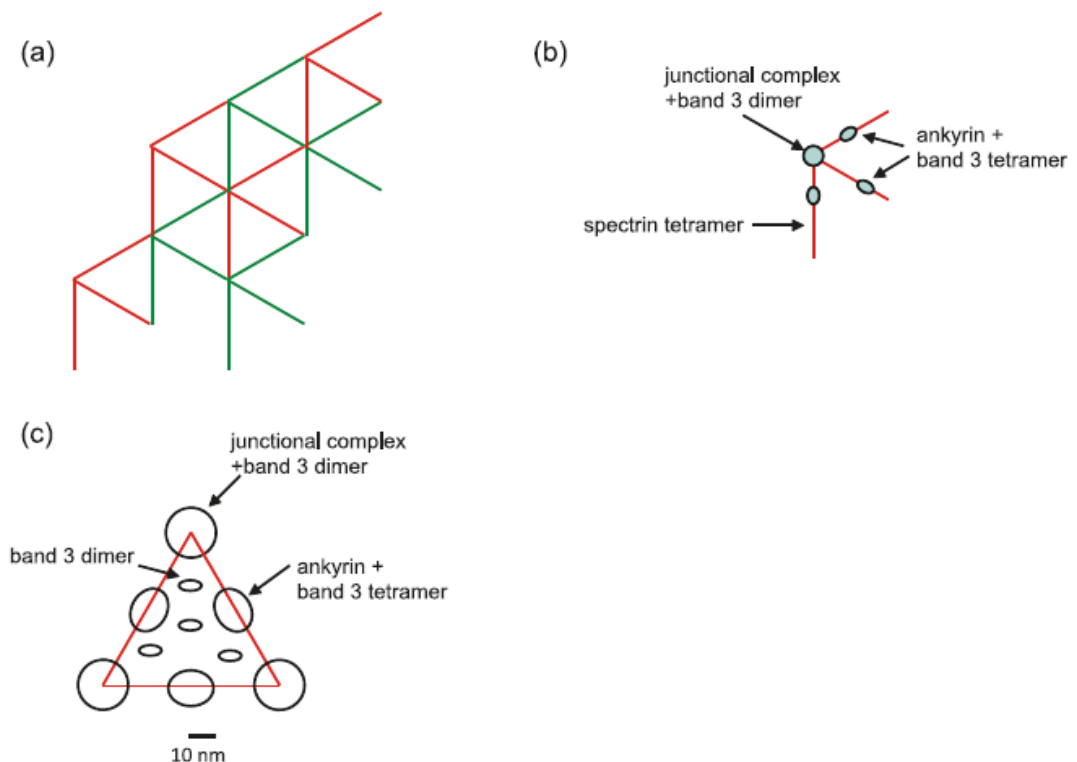 (a)
(b)
junctional complex
+band 3 dimer
ankyrin +
band 3 tetramer
spectrin tetramer
(c)
junctional complex
+band 3 dimer
band 3 dimer
ankyrin +
band 3 tetramer
10 nm